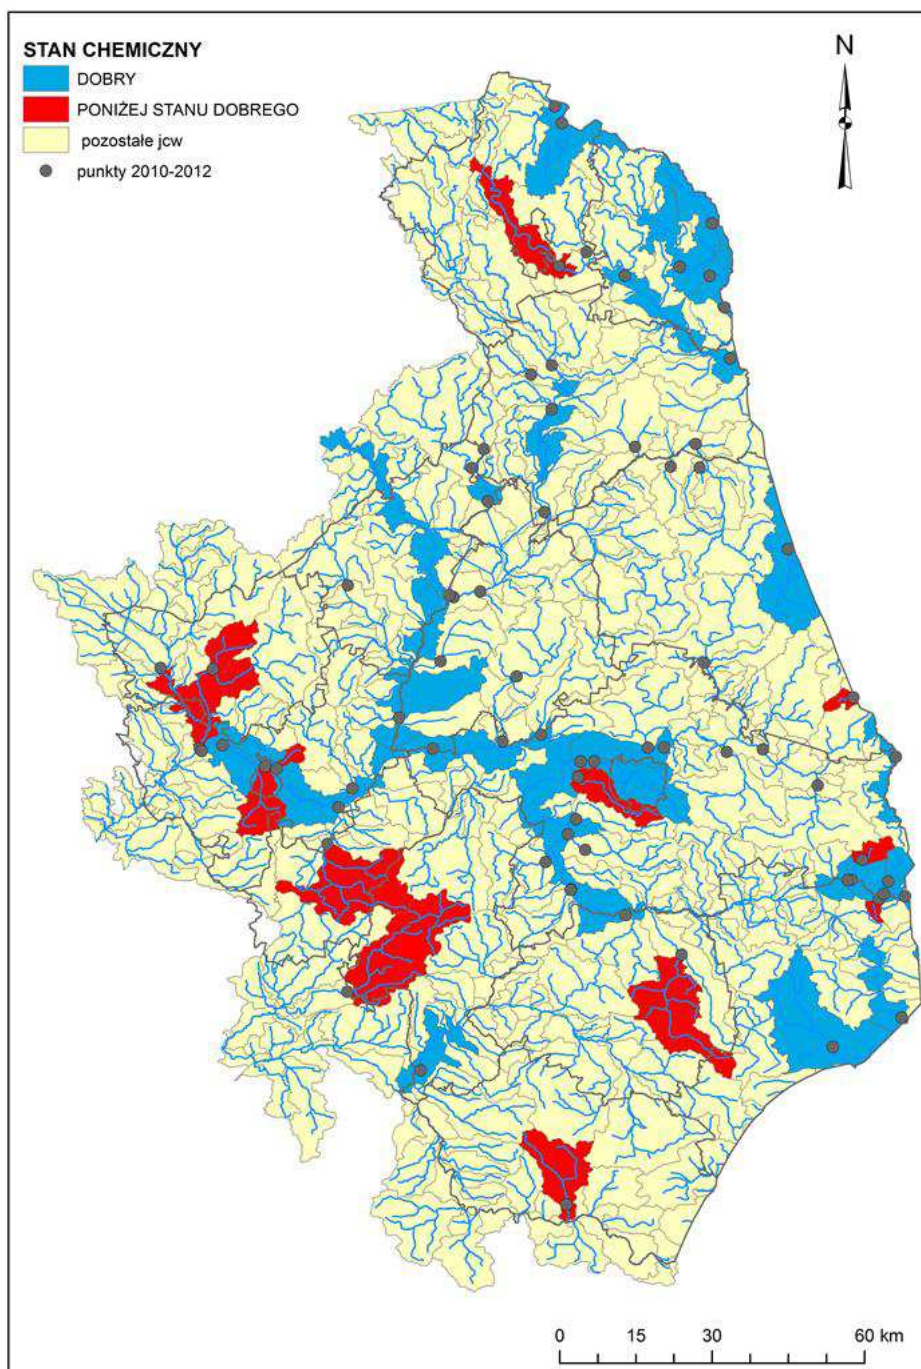 STAN CHEMICZNY
DOBRY
PONIŻEJ STANU DOBREGO
pozostałe jcw
punkty 2010-2012
N
0 15 30 60 km